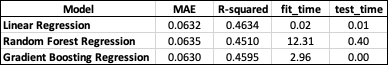 Model MAE R-squared fit_time test_time
Linear Regression 0.0632 0.4634 0.02 0.01
Random Forest Regression 0.0635 0.4510 12.31 0.40
Gradient Boosting Regression 0.0630 0.4595 2.96 0.00